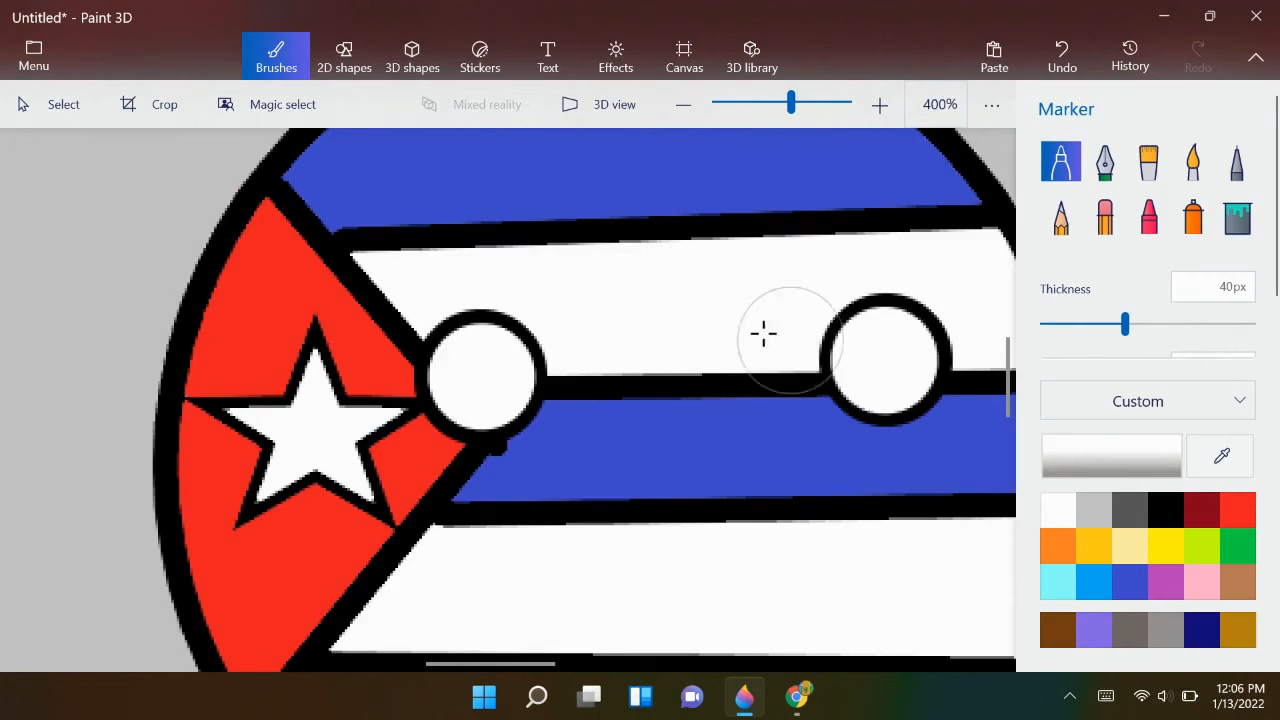 Untitled* - Paint 3D
Menu
Brushes
2D shapes
3D shapes
Stickers
Text
Effects
Canvas
3D library
Paste
Undo
History
Redo
Select
Crop
Magic select
Mixed reality
3D view
400%
Marker
Thickness
40px
Custom
12:06 PM
1/13/2022